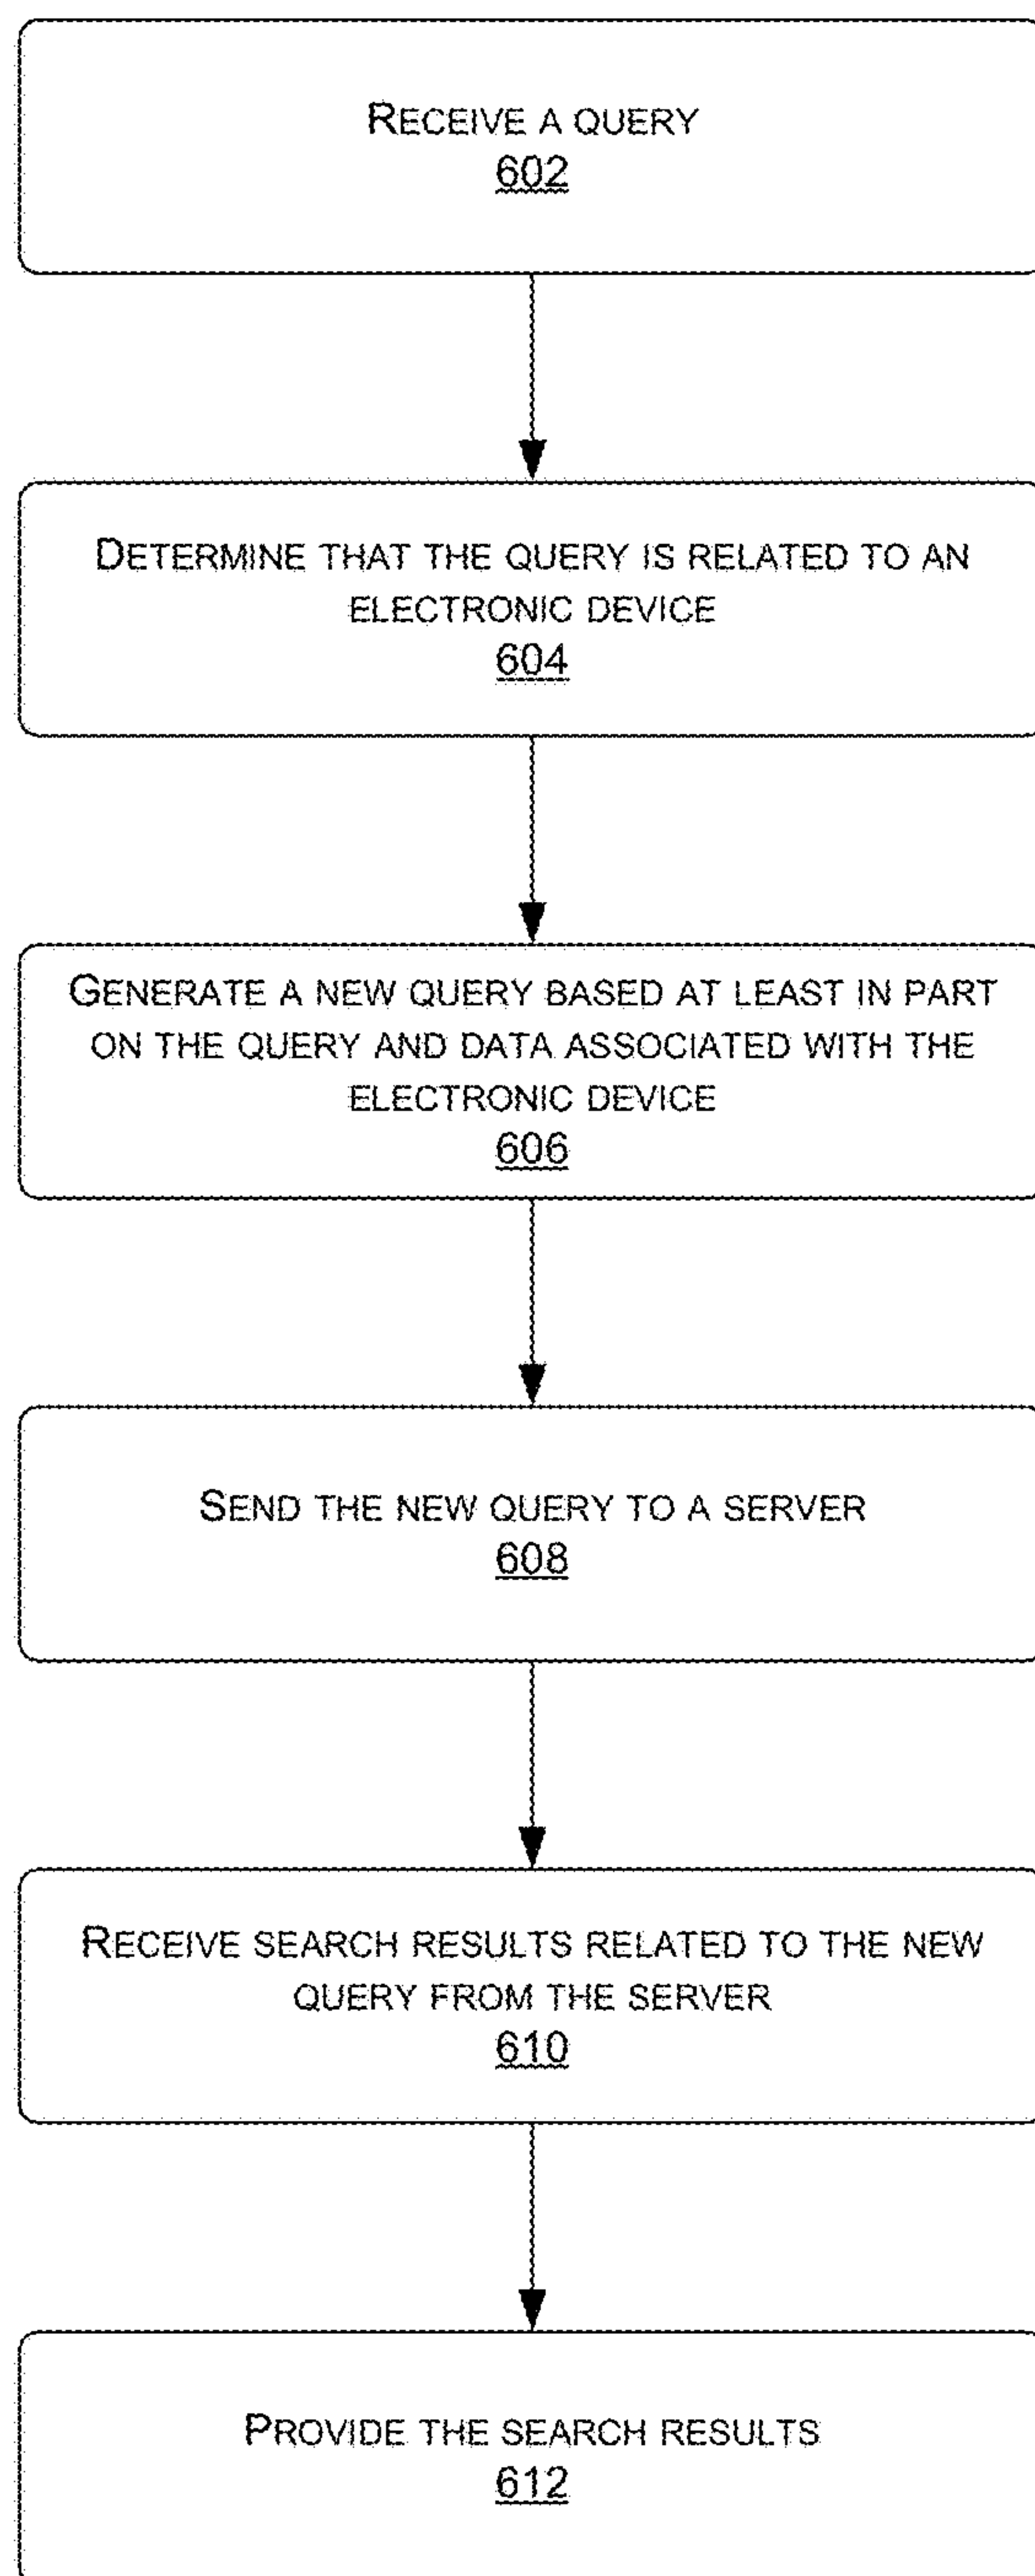 RECEIVE A QUERY
602
DETERMINE THAT THE QUERY IS RELATED TO AN
ELECTRONIC DEVICE
604
GENERATE A NEW QUERY BASED AT LEAST IN PART
ON THE QUERY AND DATA ASSOCIATED WITH THE
ELECTRONIC DEVICE
606
SEND THE NEW QUERY TO A SERVER
608
RECEIVE SEARCH RESULTS RELATED TO THE NEW
QUERY FROM THE SERVER
610
PROVIDE THE SEARCH RESULTS
612